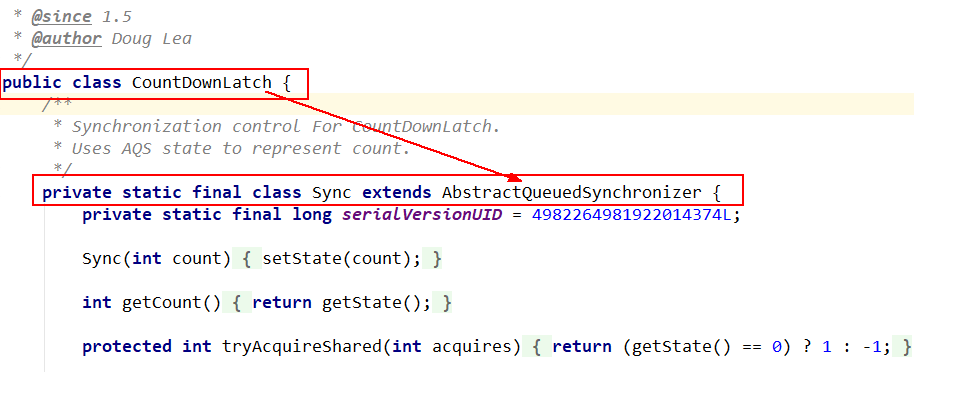 * @since 1.5
* @author Doug Lea
*/
public class CountDownLatch {
/**
* Synchronization control For CountDownLatch.
* Uses AQS state to represent count.
*/
private static final class Sync extends AbstractQueuedSynchronizer {
private static final long serialVersionUID = 4982264981922014374L;
Sync(int count) { setState(count); }
int getCount() { return getState(); }
protected int tryAcquireShared(int acquires) { return (getState() == 0) ? 1 : -1; }